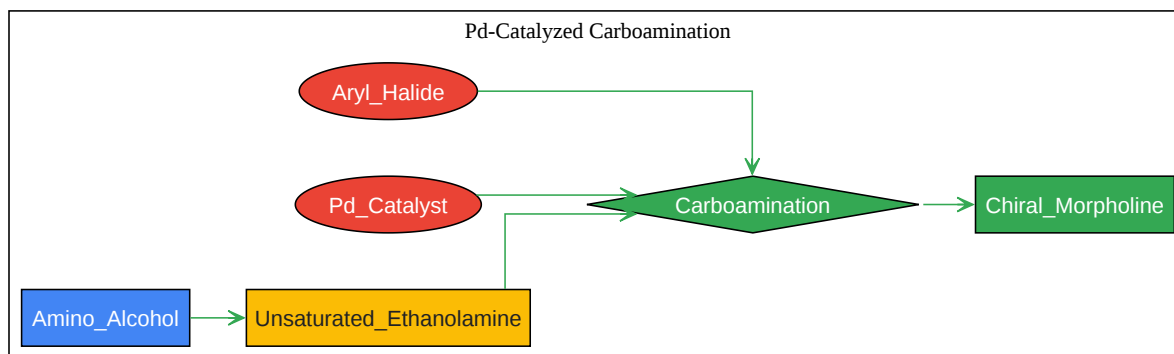 Pd-Catalyzed Carboamination
Aryl_Halide
Pd_Catalyst
Carboamination
Chiral_Morpholine
Amino_Alcohol
Unsaturated_Ethanolamine